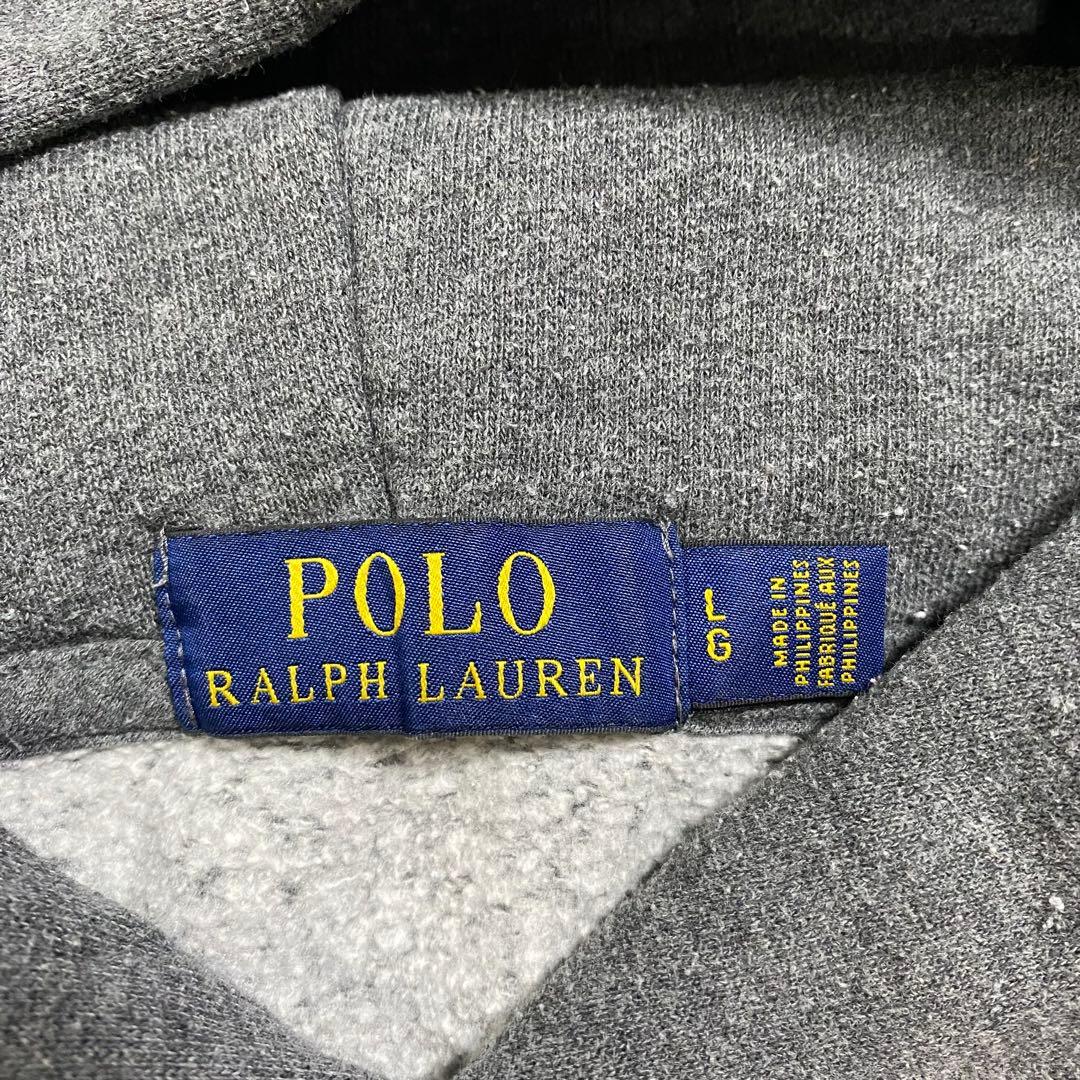 POLO
RALPH LAUREN
L
G
MADE IN
PHILIPPINES
FABRIQUÉ AUX
PHILIPPINES